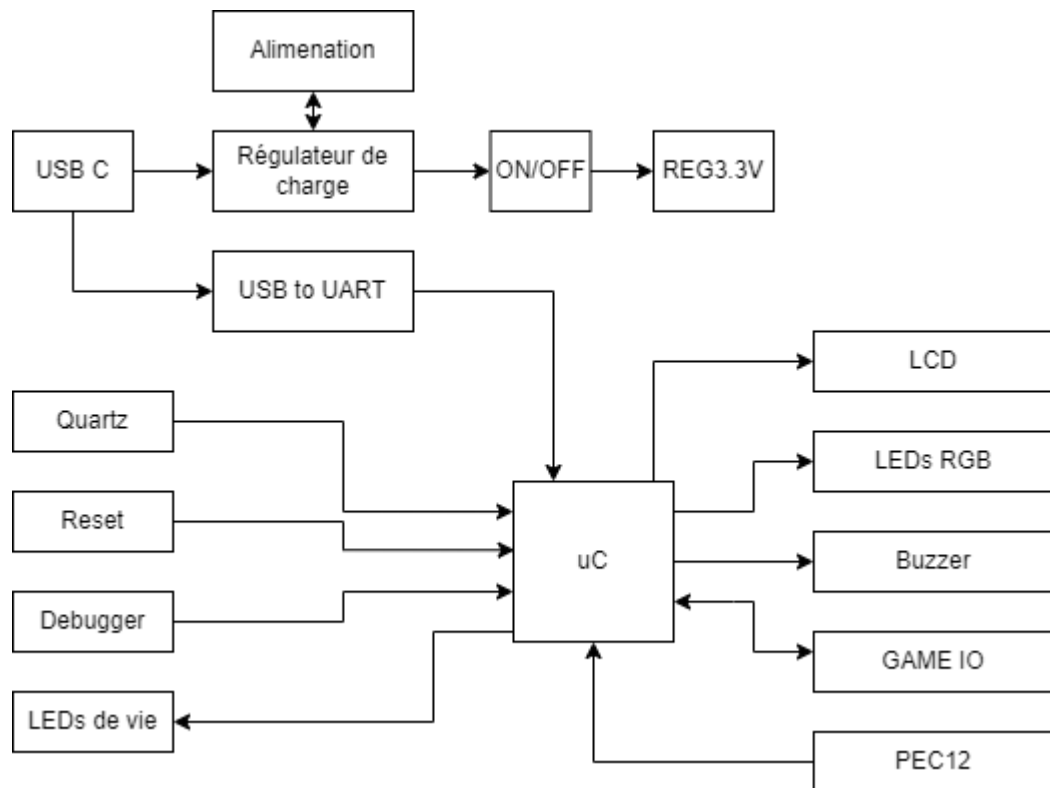 Alimenation
USB C
Régulateur de
charge
ON/OFF
REG3.3V
USB to UART
LCD
Quartz
LEDs RGB
Reset
uC
Buzzer
Debugger
GAME IO
LEDs de vie
PEC12